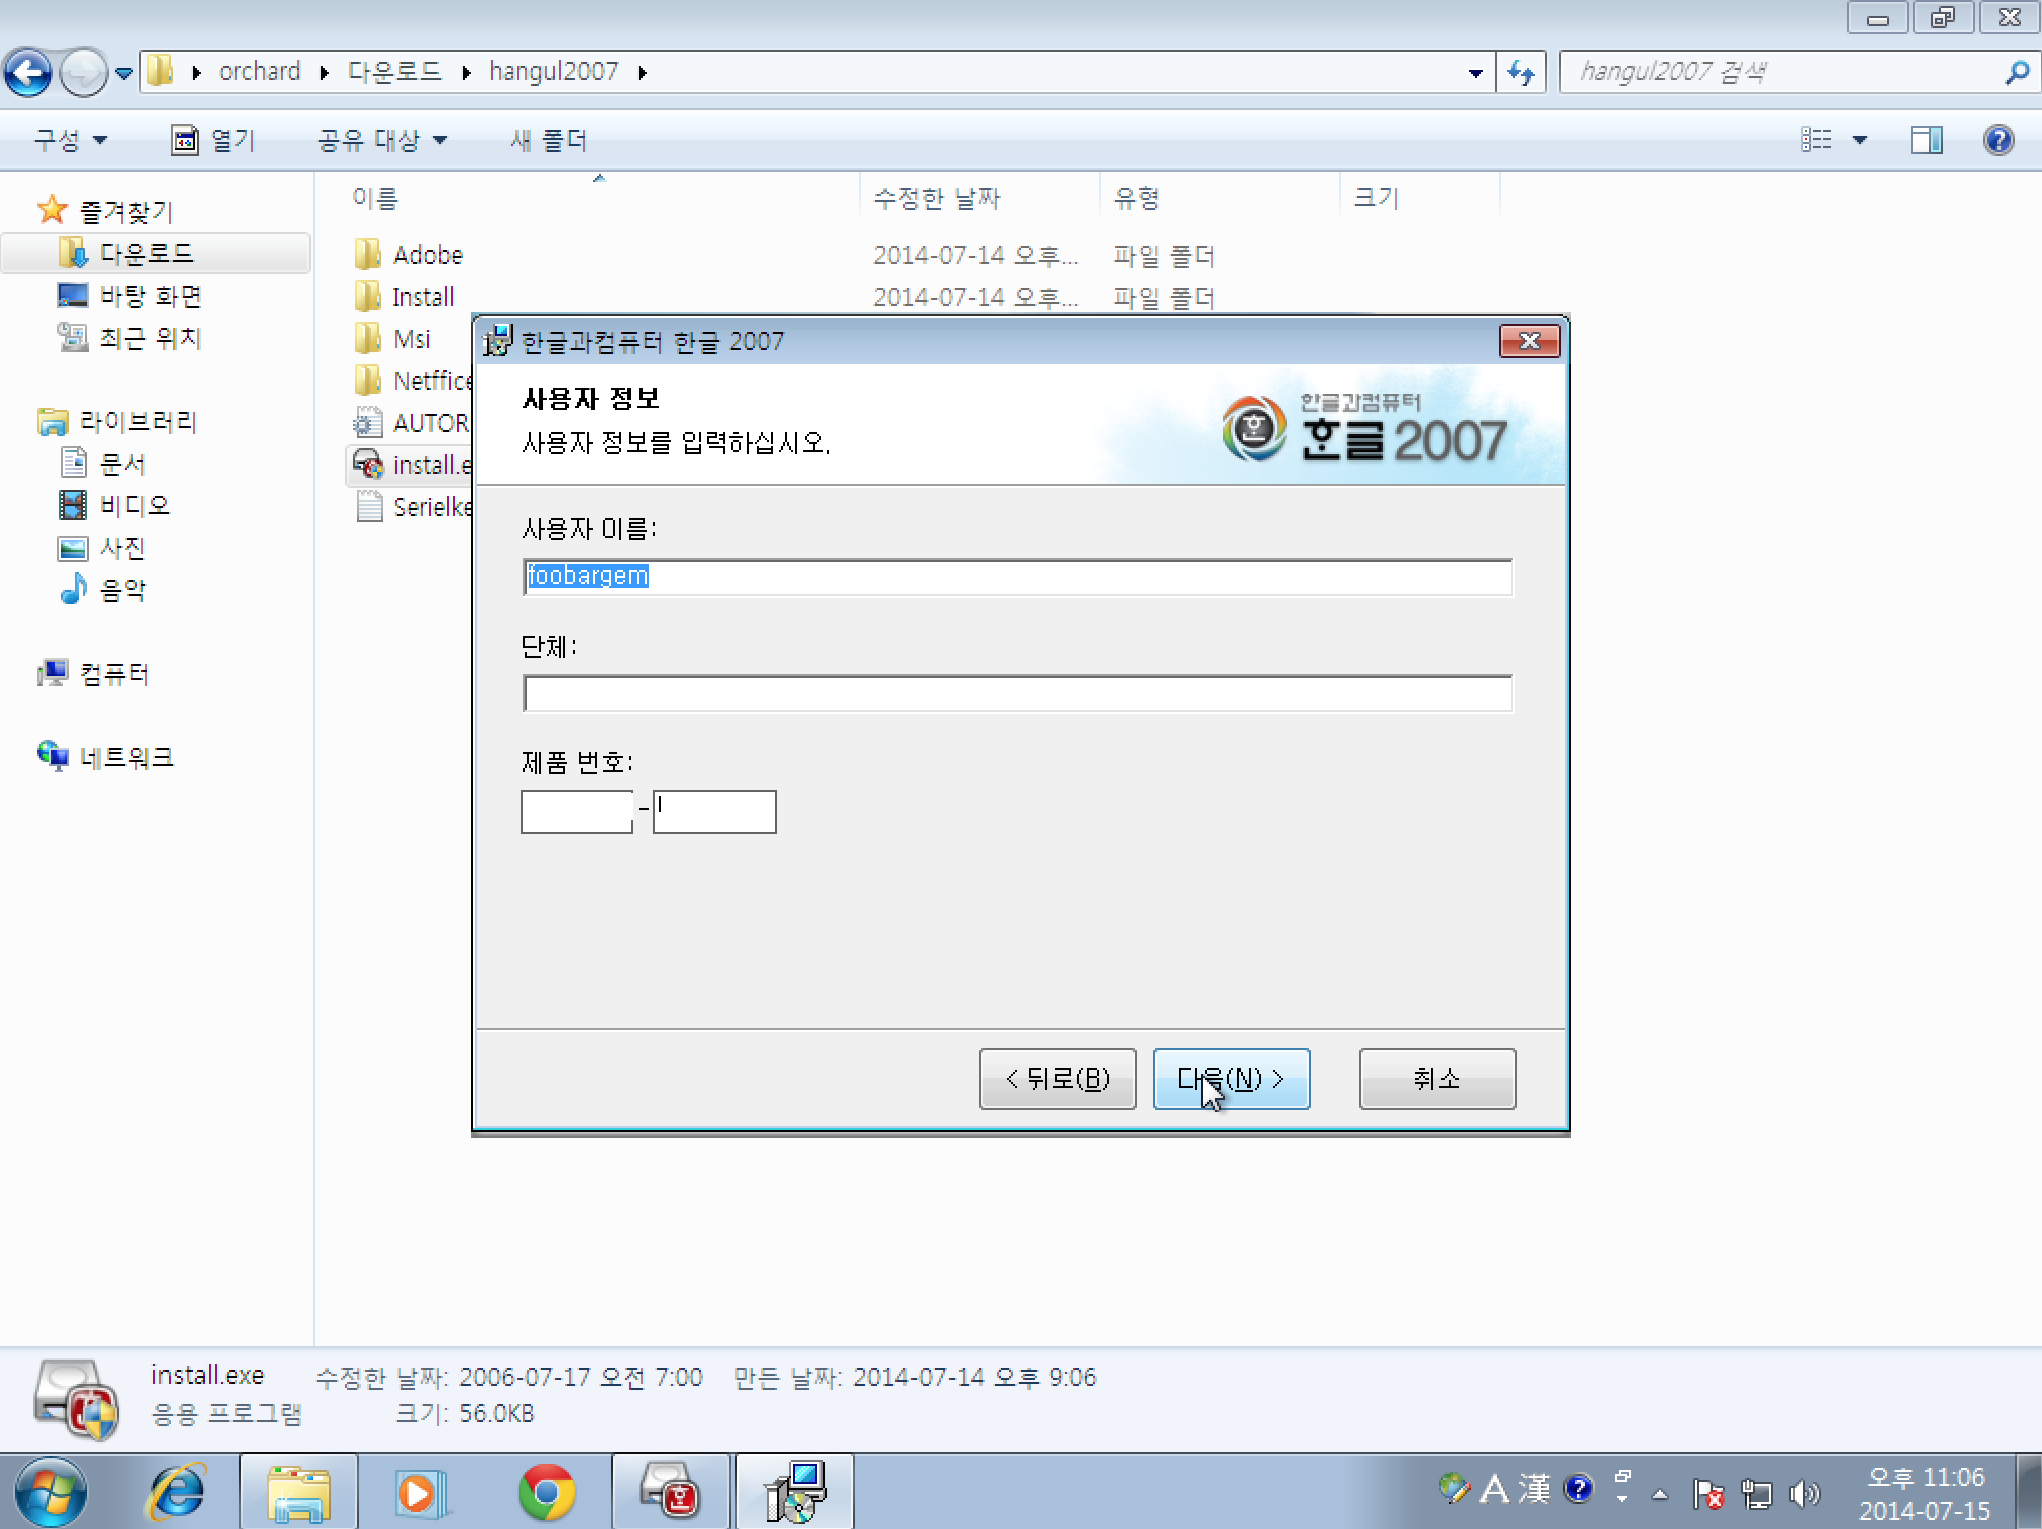 orchard ▸ 다운로드 ▸ hangul2007 ▸
hangul2007 검색
구성 열기 공유 대상 새 폴더
이름 수정한 날짜 유형 크기
즐겨찾기
다운로드
바탕 화면
최근 위치
라이브러리
문서
비디오
사진
음악
컴퓨터
네트워크
Adobe 2014-07-14 오후... 파일 폴더
Install 2014-07-14 오후... 파일 폴더
Msi
Netffice
AUTOR
install.e
Serielke
한글과컴퓨터 한글 2007
사용자 정보
사용자 정보를 입력하십시오.
한글과컴퓨터
한글 2007
사용자 이름:
foobargem
단체:
제품 번호:
-
< 뒤로(B) 다음(N) > 취소
install.exe 수정한 날짜: 2006-07-17 오전 7:00 만든 날짜: 2014-07-14 오후 9:06
응용 프로그램 크기: 56.0KB
A 漢
오후 11:06
2014-07-15